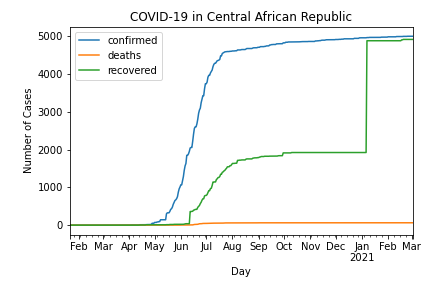 COVID-19 in Central African Republic
confirmed
deaths
recovered
Number of Cases
5000
4000
3000
2000
1000
0
Feb Mar Apr May Jun Jul Aug Sep Oct Nov Dec Jan Feb Mar
2021
Day